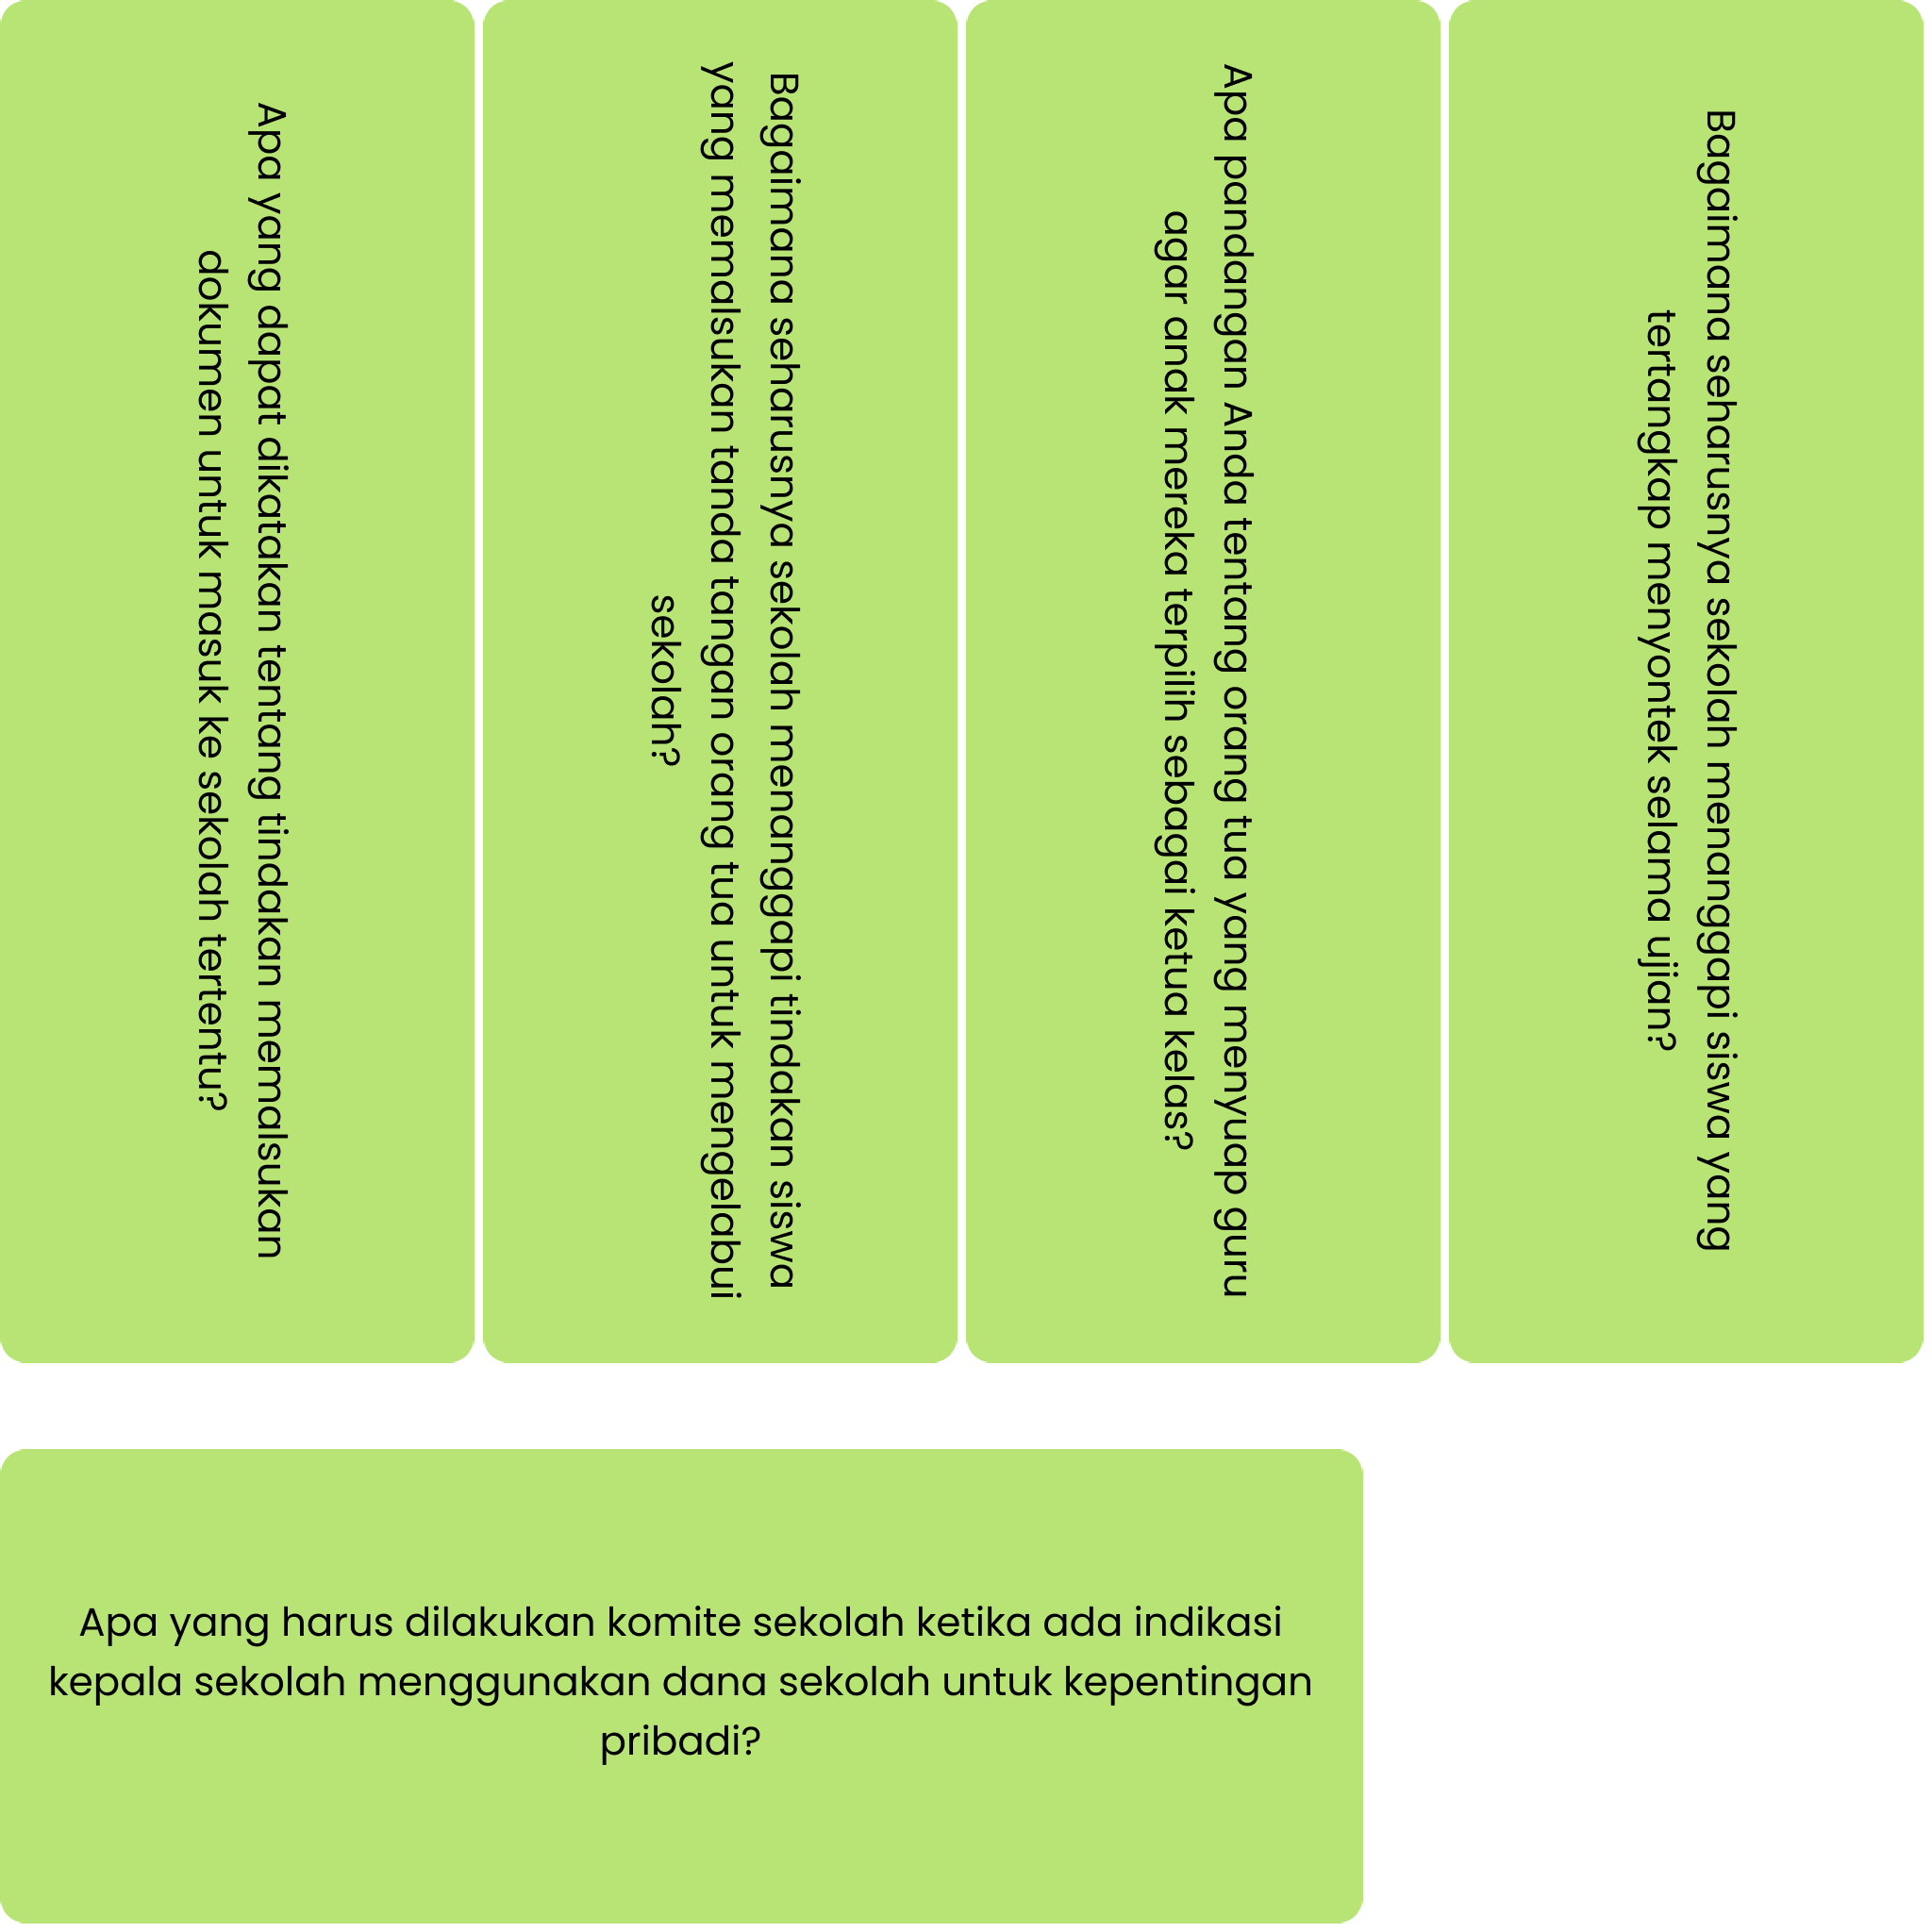 Apa yang dapat dikatakan tentang tindakan memalsukan
dokumen untuk masuk ke sekolah tertentu?
Bagaimana seharusnya sekolah menanggapi tindakan siswa
yang memalsukan tanda tangan orang tua untuk mengelabui
sekolah?
Apa pandangan Anda tentang orang tua yang menyuap guru
agar anak mereka terpilih sebagai ketua kelas?
Bagaimana seharusnya sekolah menanggapi siswa yang
tertangkap menyontek selama ujian?
Apa yang harus dilakukan komite sekolah ketika ada indikasi
kepala sekolah menggunakan dana sekolah untuk kepentingan
pribadi?